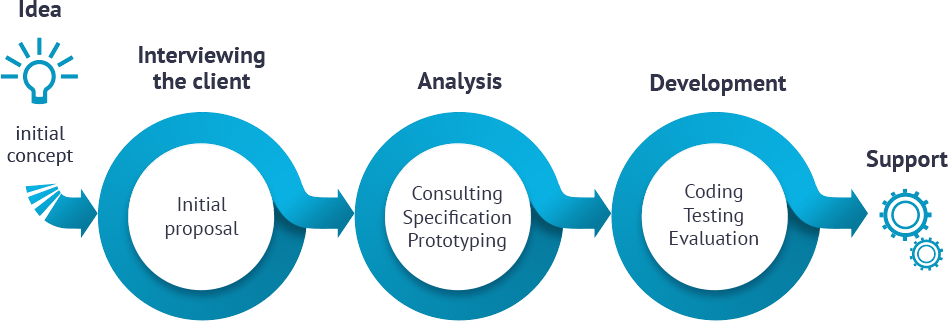 Idea
initial
concept
Interviewing
the client
Initial
proposal
Analysis
Consulting
Specification
Prototyping
Development
Coding
Testing
Evaluation
Support